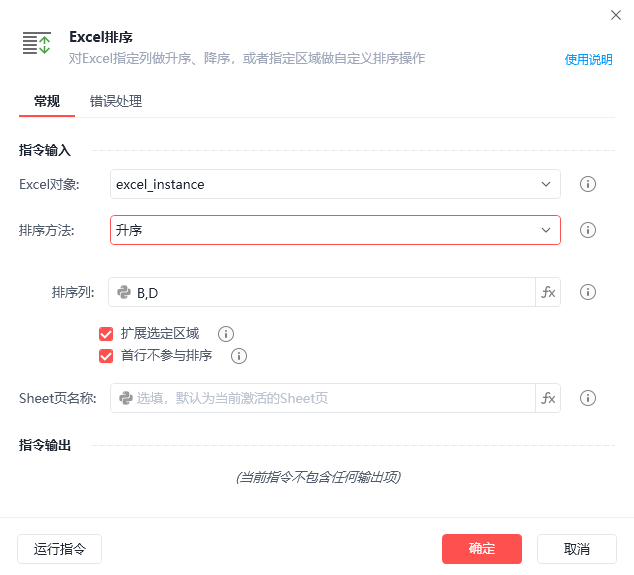 Excel排序
对Excel指定列做升序、降序，或者指定区域做自定义排序操作
使用说明
常规 错误处理
指令输入
Excel对象: excel_instance
排序方法: 升序
排序列: B,D fx
扩展选定区域
首行不参与排序
Sheet页名称: 选填，默认为当前激活的Sheet页 fx
指令输出
(当前指令不包含任何输出项)
运行指令 确定 取消